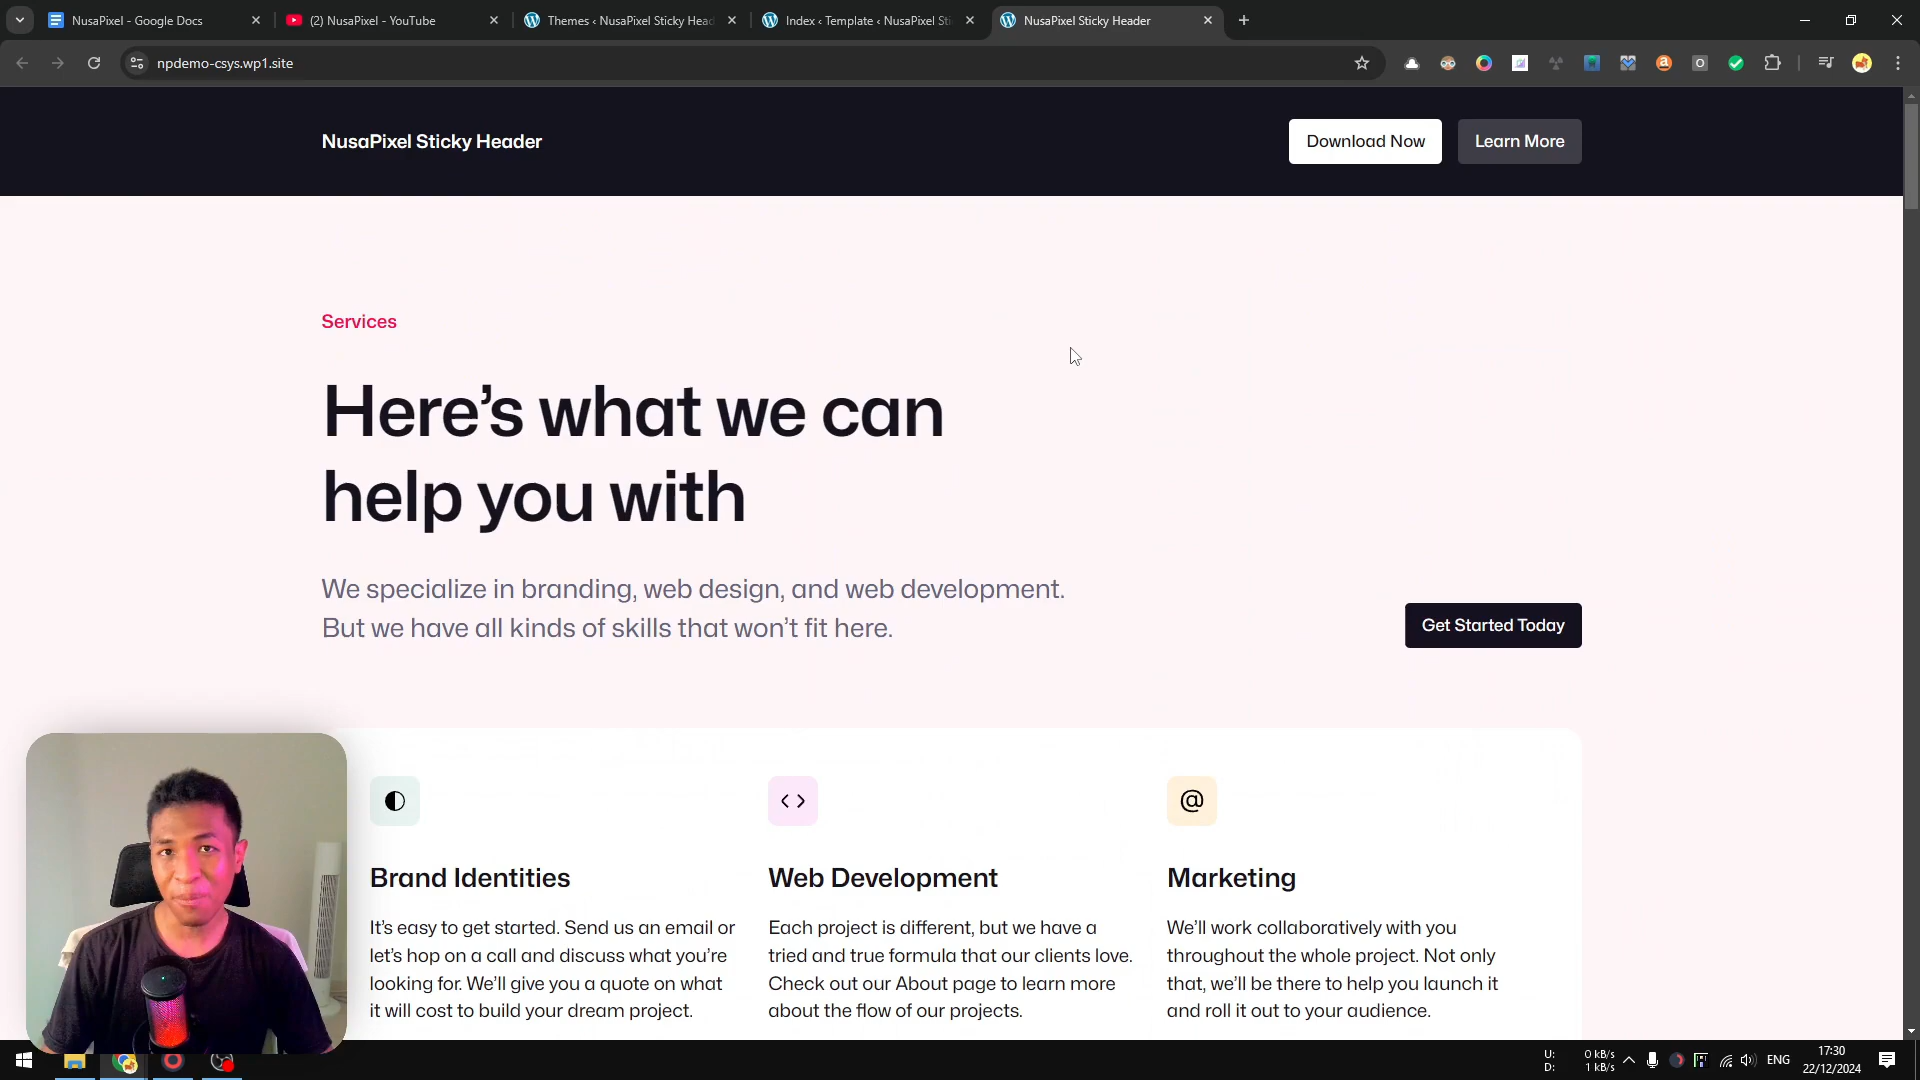 NusaPixel - Google Docs
(2) NusaPixel - YouTube
Themes ‹ NusaPixel Sticky Head
Index ‹ Template ‹ NusaPixel Sti
NusaPixel Sticky Header
npdemo-csys.wp1.site
NusaPixel Sticky Header
Download Now
Learn More
Services
Here’s what we can
help you with
We specialize in branding, web design, and web development.
But we have all kinds of skills that won’t fit here.
Get Started Today
Brand Identities
It’s easy to get started. Send us an email or
let’s hop on a call and discuss what you’re
looking for. We’ll give you a quote on what
it will cost to build your dream project.
Web Development
Each project is different, but we have a
tried and true formula that our clients love.
Check out our About page to learn more
about the flow of our projects.
@
Marketing
We’ll work collaboratively with you
throughout the whole project. Not only
that, we’ll be there to help you launch it
and roll it out to your audience.
U: 0 kB/s
D: 1 kB/s
ENG
17:30
22/12/2024